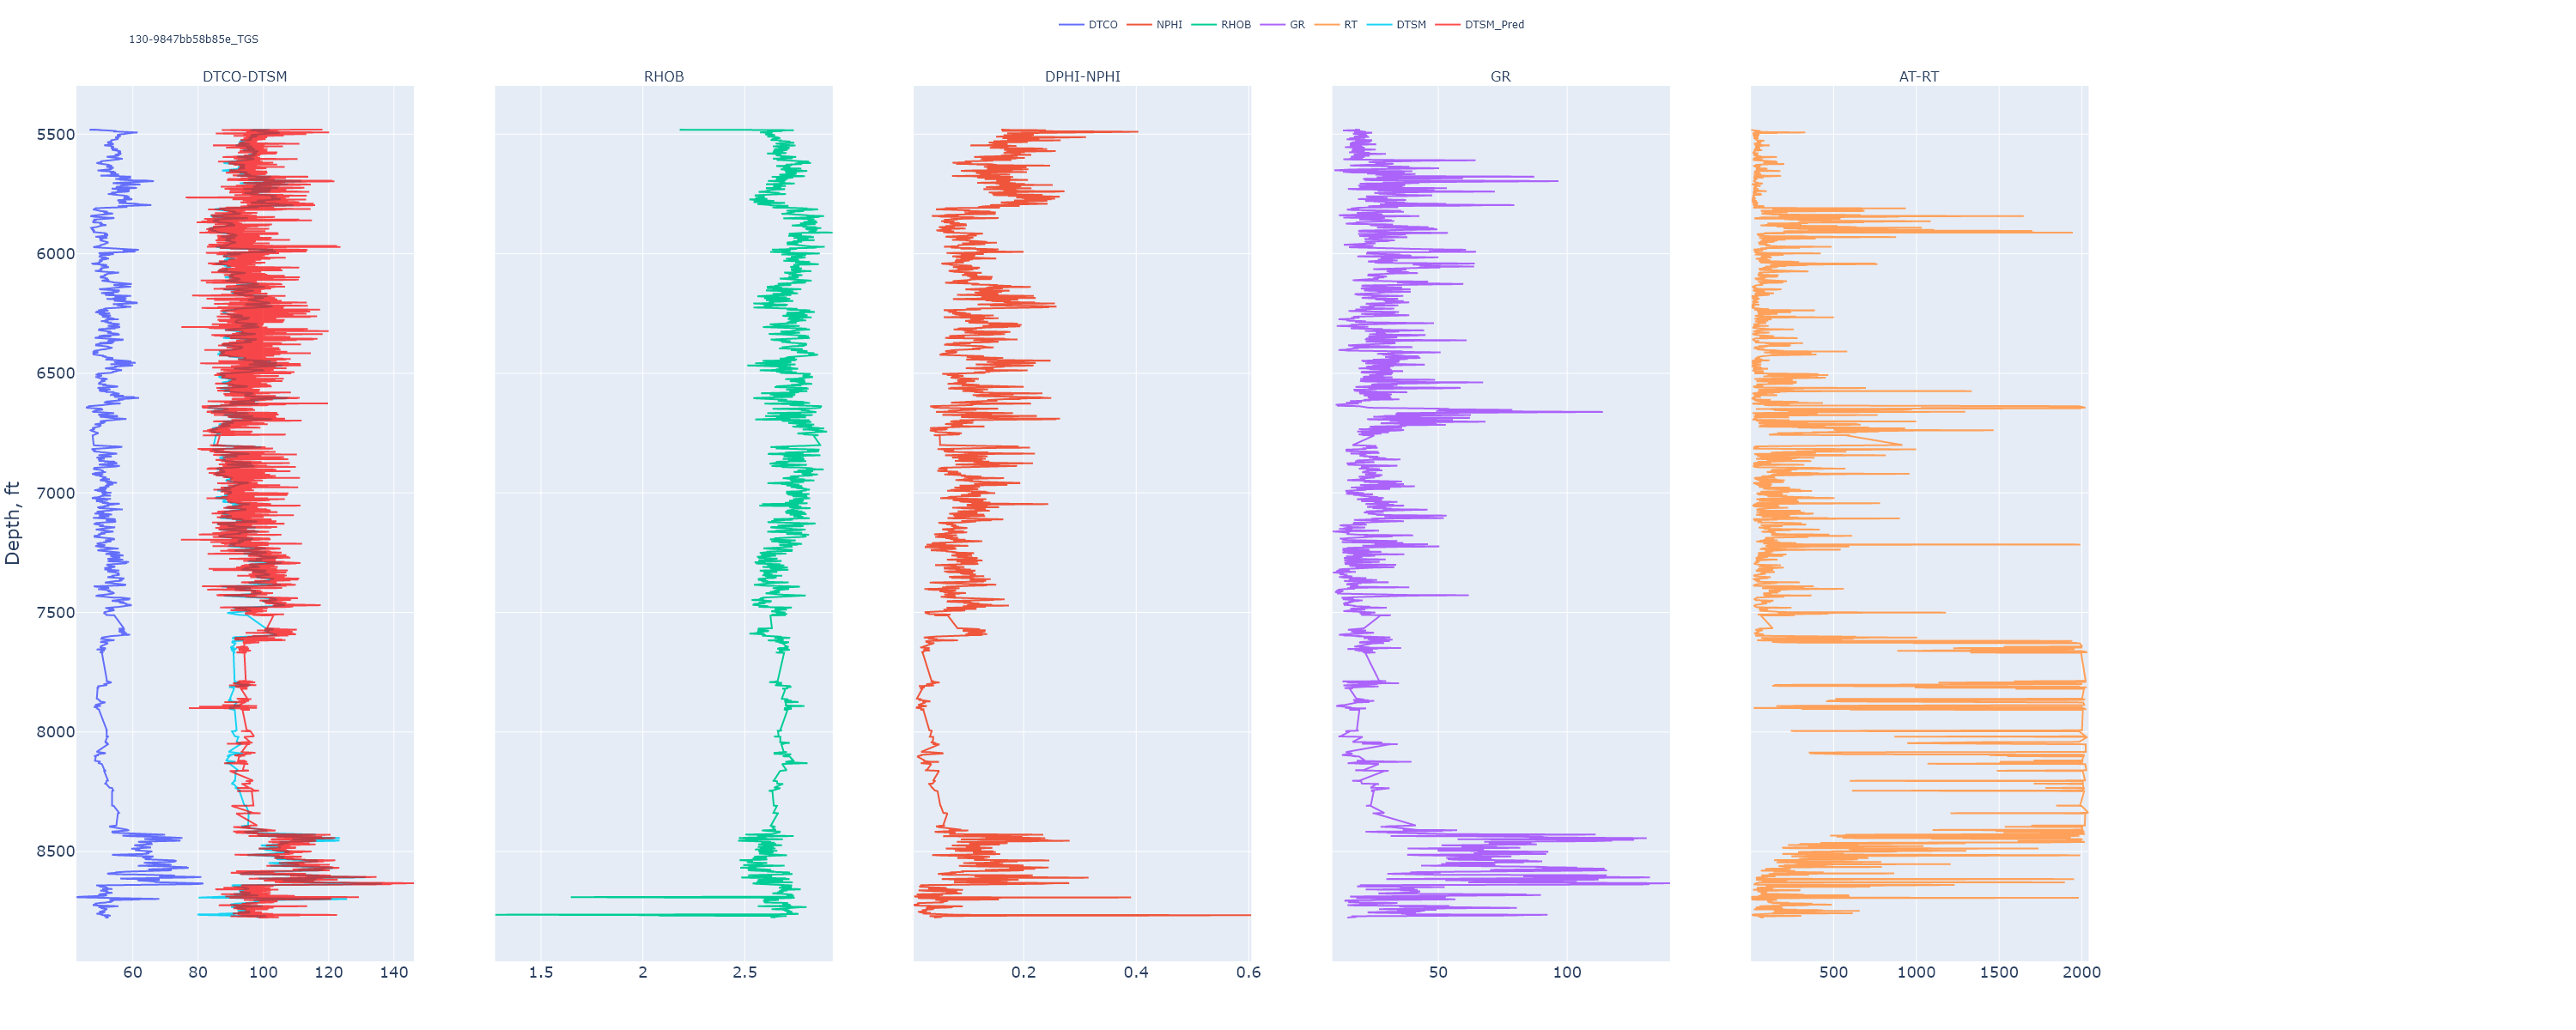 DTCO NPHI RHOB GR RT DTSM DTSM_Pred
130-9847bb58b85e_TGS
DTCO-DTSM RHOB DPHI-NPHI GR AT-RT
5500
6000
6500
7000
Depth, ft
7500
8000
8500
60 80 100 120 140 1.5 2 2.5 0.2 0.4 0.6 50 100 500 1000 1500 2000